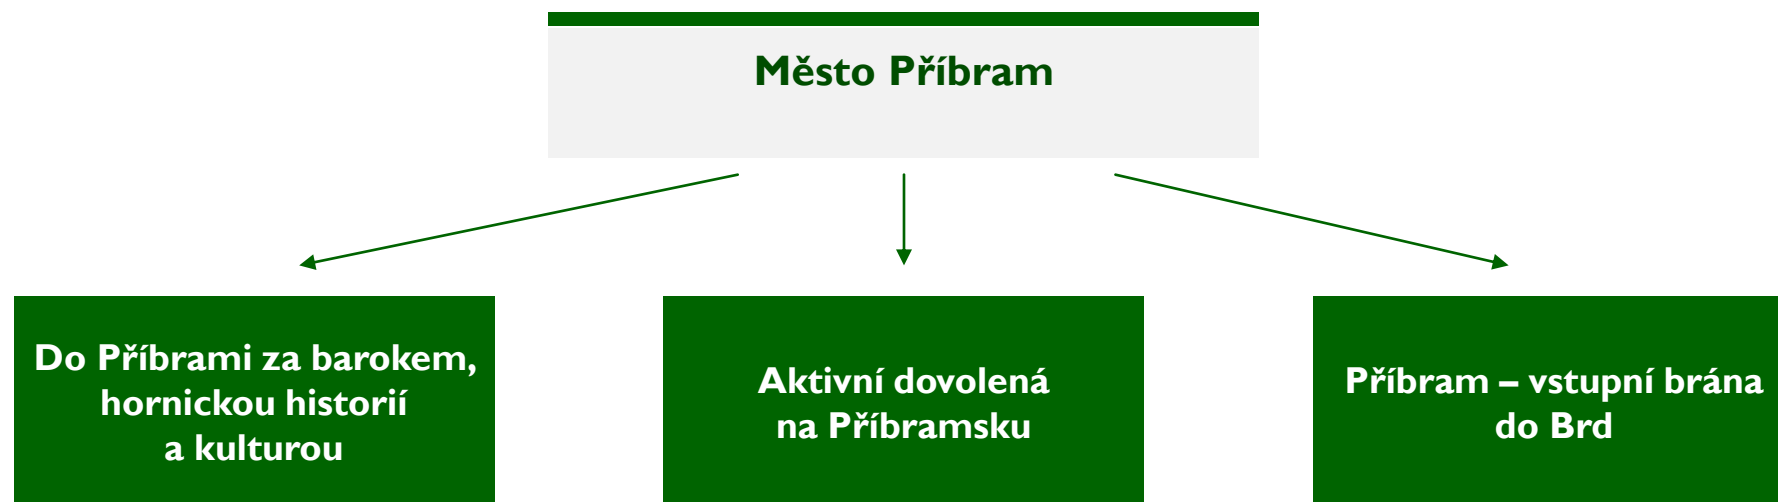 Město Příbram
Do Příbrami za barokem,
hornickou historií
a kulturou
Aktivní dovolená
na Příbramsku
Příbram – vstupní brána
do Brd